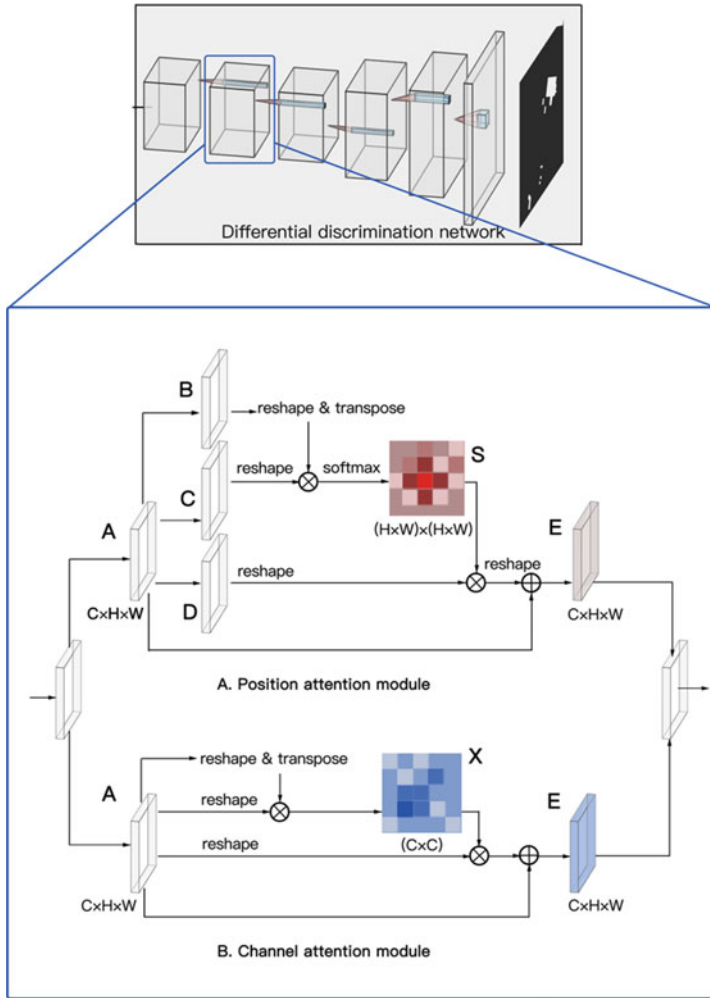 Differential discrimination network
B
reshape & transpose
C
reshape
softmax
S
(H×W)×(H×W)
A
C×H×W
D
reshape
reshape
E
C×H×W
A. Position attention module
reshape & transpose
X
A
reshape
(C×C)
reshape
E
C×H×W
C×H×W
B. Channel attention module